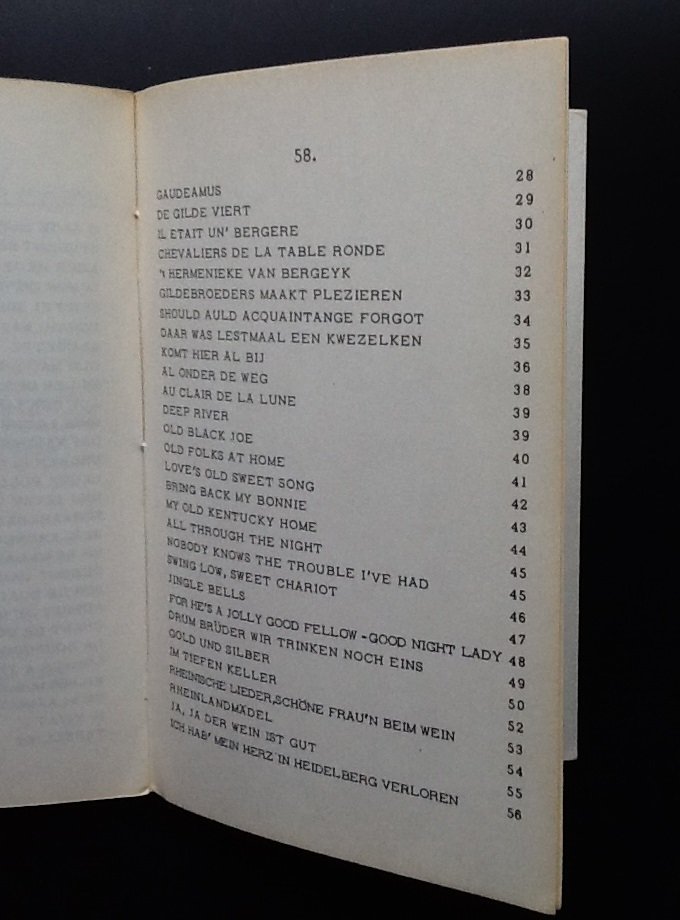 58.
GAUDEAMUS 28
DE GILDE VIERT 29
IL ETAIT UN' BERGERE 30
CHEVALIERS DE LA TABLE RONDE 31
't HERMENIEKE VAN BERGEYK 32
GILDEBROEDERS MAAKT PLEZIEREN 33
SHOULD AULD ACQUAINTANGE FORGOT 34
DAAR WAS LESTMAAL EEN KWEZELKEN 35
KOMT HIER AL BIJ 36
AL ONDER DE WEG 38
AU CLAIR DE LA LUNE 39
DEEP RIVER 39
OLD BLACK JOE 40
OLD FOLKS AT HOME 41
LOVE'S OLD SWEET SONG 42
BRING BACK MY BONNIE 43
MY OLD KENTUCKY HOME 44
ALL THROUGH THE NIGHT 45
NOBODY KNOWS THE TROUBLE I'VE HAD 45
SWING LOW, SWEET CHARIOT 46
JINGLE BELLS 47
FOR HE'S A JOLLY GOOD FELLOW - GOOD NIGHT LADY 48
DRUM BRÜDER WIR TRINKEN NOCH EINS 49
GOLD UND SILBER 50
IM TIEFEN KELLER 52
RHEINISCHE LIEDER, SCHÖNE FRAU'N BEIM WEIN 53
RHEINLANDMÄDEL 54
JA, JA DER WEIN IST GUT 55
ICH HAB' MEIN HERZ IN HEIDELBERG VERLOREN 56